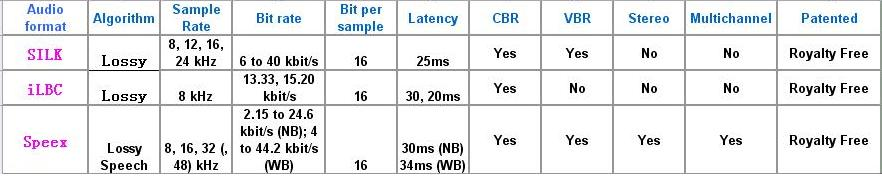 Audio format Algorithm Sample Rate Bit rate Bit per sample Latency CBR VBR Stereo Multichannel Patented
SILK Lossy 8, 12, 16, 24 kHz 6 to 40 kbit/s 16 25ms Yes Yes No No Royalty Free
iLBC Lossy 8 kHz 13.33, 15.20 kbit/s 16 30, 20ms Yes No No No Royalty Free
Speex Lossy Speech 8, 16, 32 (, 48) kHz 2.15 to 24.6 kbit/s (NB); 4 to 44.2 kbit/s (WB) 16 30ms (NB) 34ms (WB) Yes Yes Yes Yes Royalty Free